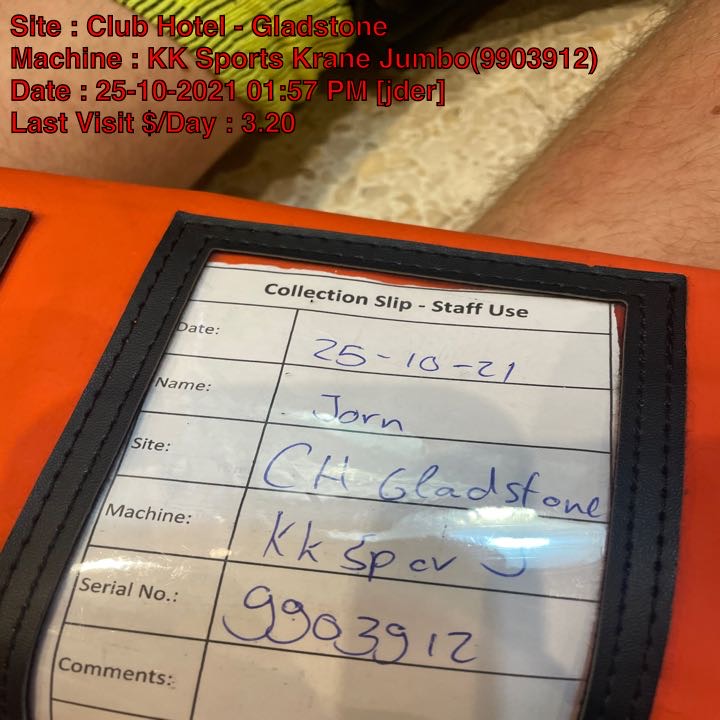 Site : Club Hotel - Gladstone
Machine : KK Sports Krane Jumbo(9903912)
Date : 25-10-2021 01:57 PM [jder]
Last Visit $/Day : 3.20
Collection Slip - Staff Use
Date: 25-10-21
Name: Jorn
Site: CH Gladstone
Machine: KK Spor J
Serial No.: 9903912
Comments: